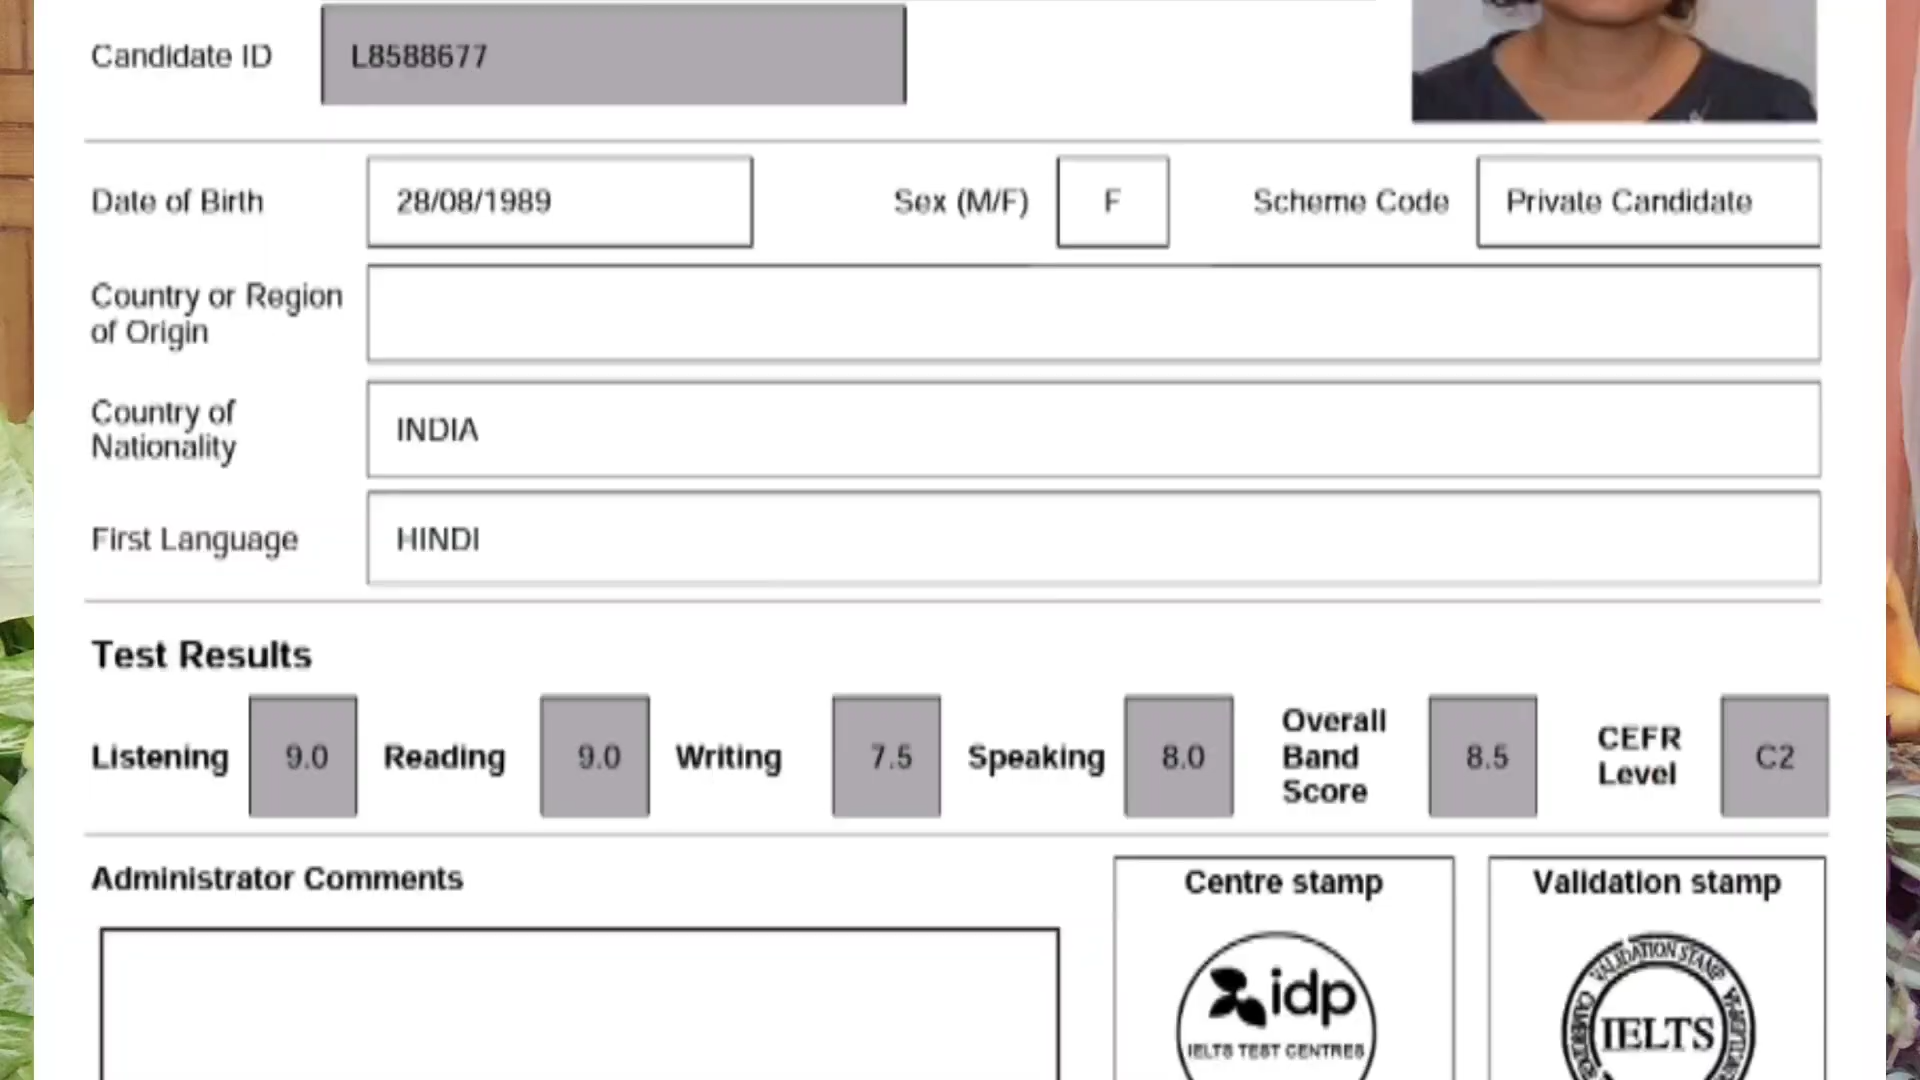 Candidate ID L8588677
Date of Birth 28/08/1989 Sex (M/F) F Scheme Code Private Candidate
Country or Region
of Origin
Country of
Nationality
INDIA
First Language HINDI
Test Results
Listening 9.0 Reading 9.0 Writing 7.5 Speaking 8.0 Overall Band Score 8.5 CEFR Level C2
Administrator Comments Centre stamp Validation stamp
idp
IELTS TEST CENTRES
VALIDATION STAMP
IELTS